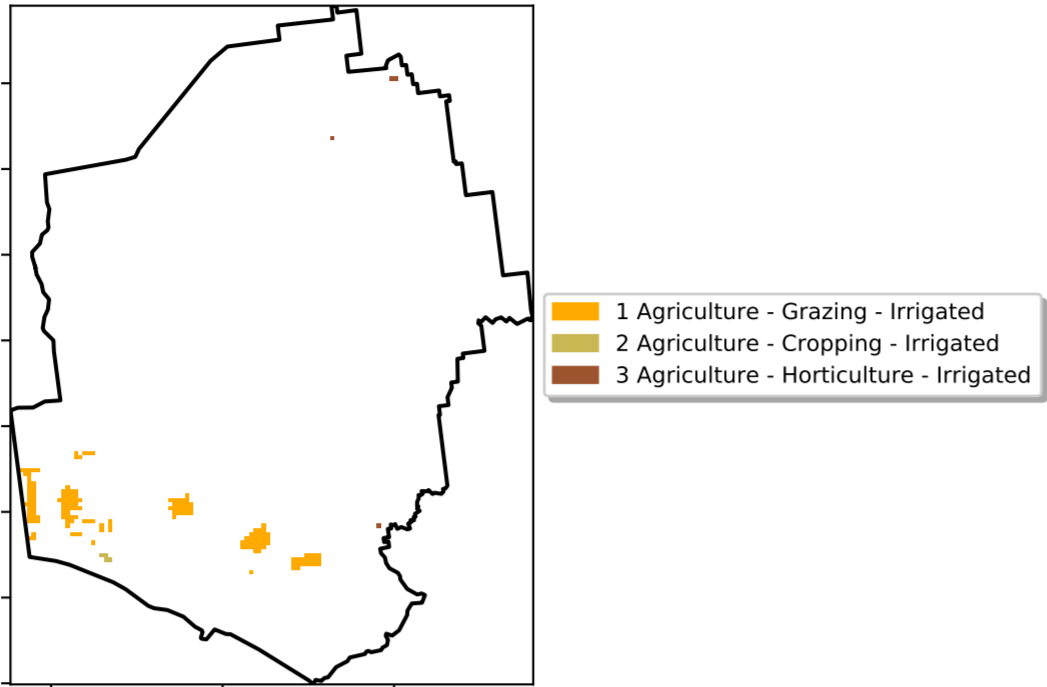 1 Agriculture - Grazing - Irrigated
2 Agriculture - Cropping - Irrigated
3 Agriculture - Horticulture - Irrigated